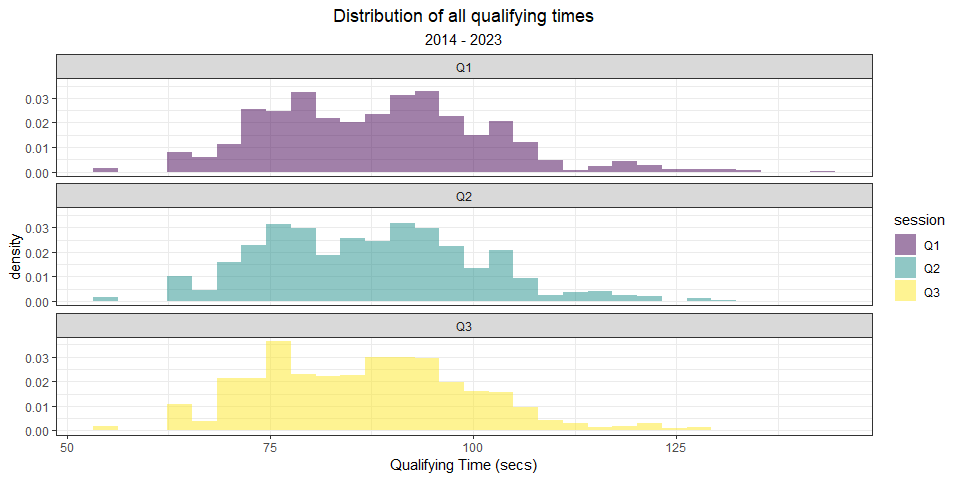 Distribution of all qualifying times
2014 - 2023
Q1
0.03
0.02
0.01
0.00
Q2
0.03
0.02
0.01
0.00
Q3
0.03
0.02
0.01
0.00
density
50 75 100 125
Qualifying Time (secs)
session
Q1
Q2
Q3